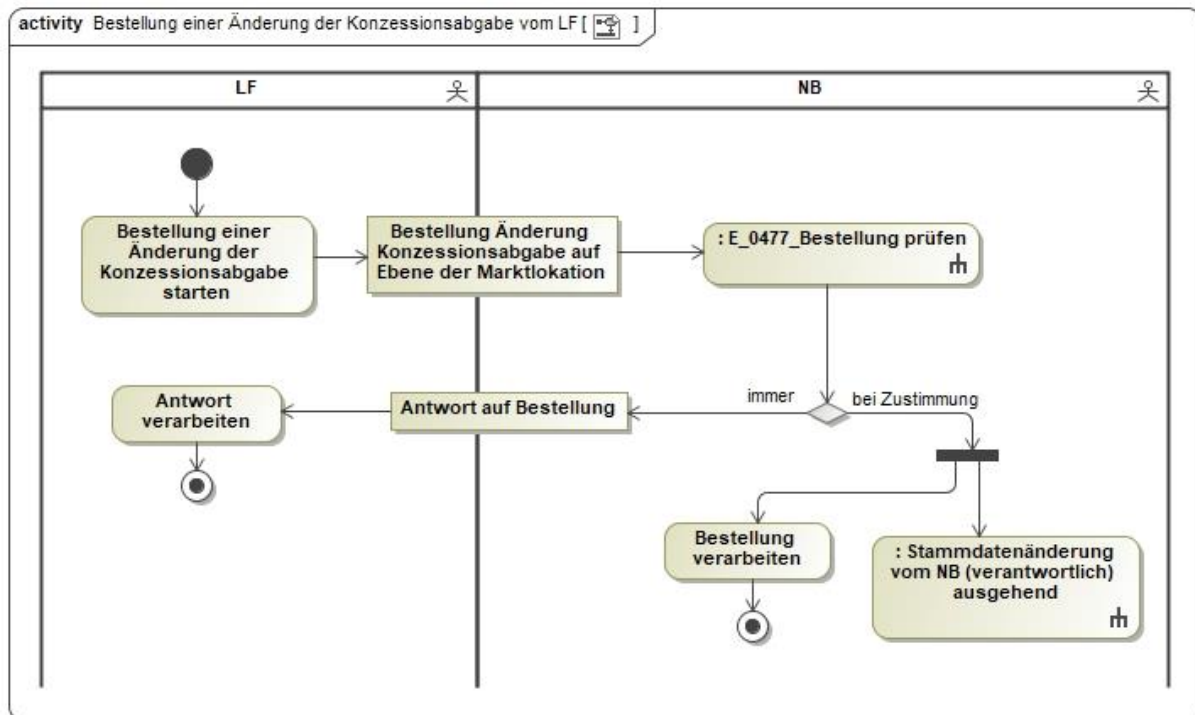 activity Bestellung einer Änderung der Konzessionsabgabe vom LF [ ]
LF
NB
Bestellung einer
Änderung der
Konzessionsabgabe
starten
Bestellung Änderung
Konzessionsabgabe auf
Ebene der Marktlokation
: E_0477_Bestellung prüfen
Antwort
verarbeiten
Antwort auf Bestellung
immer
bei Zustimmung
Bestellung
verarbeiten
: Stammdatenänderung
vom NB (verantwortlich)
ausgehend